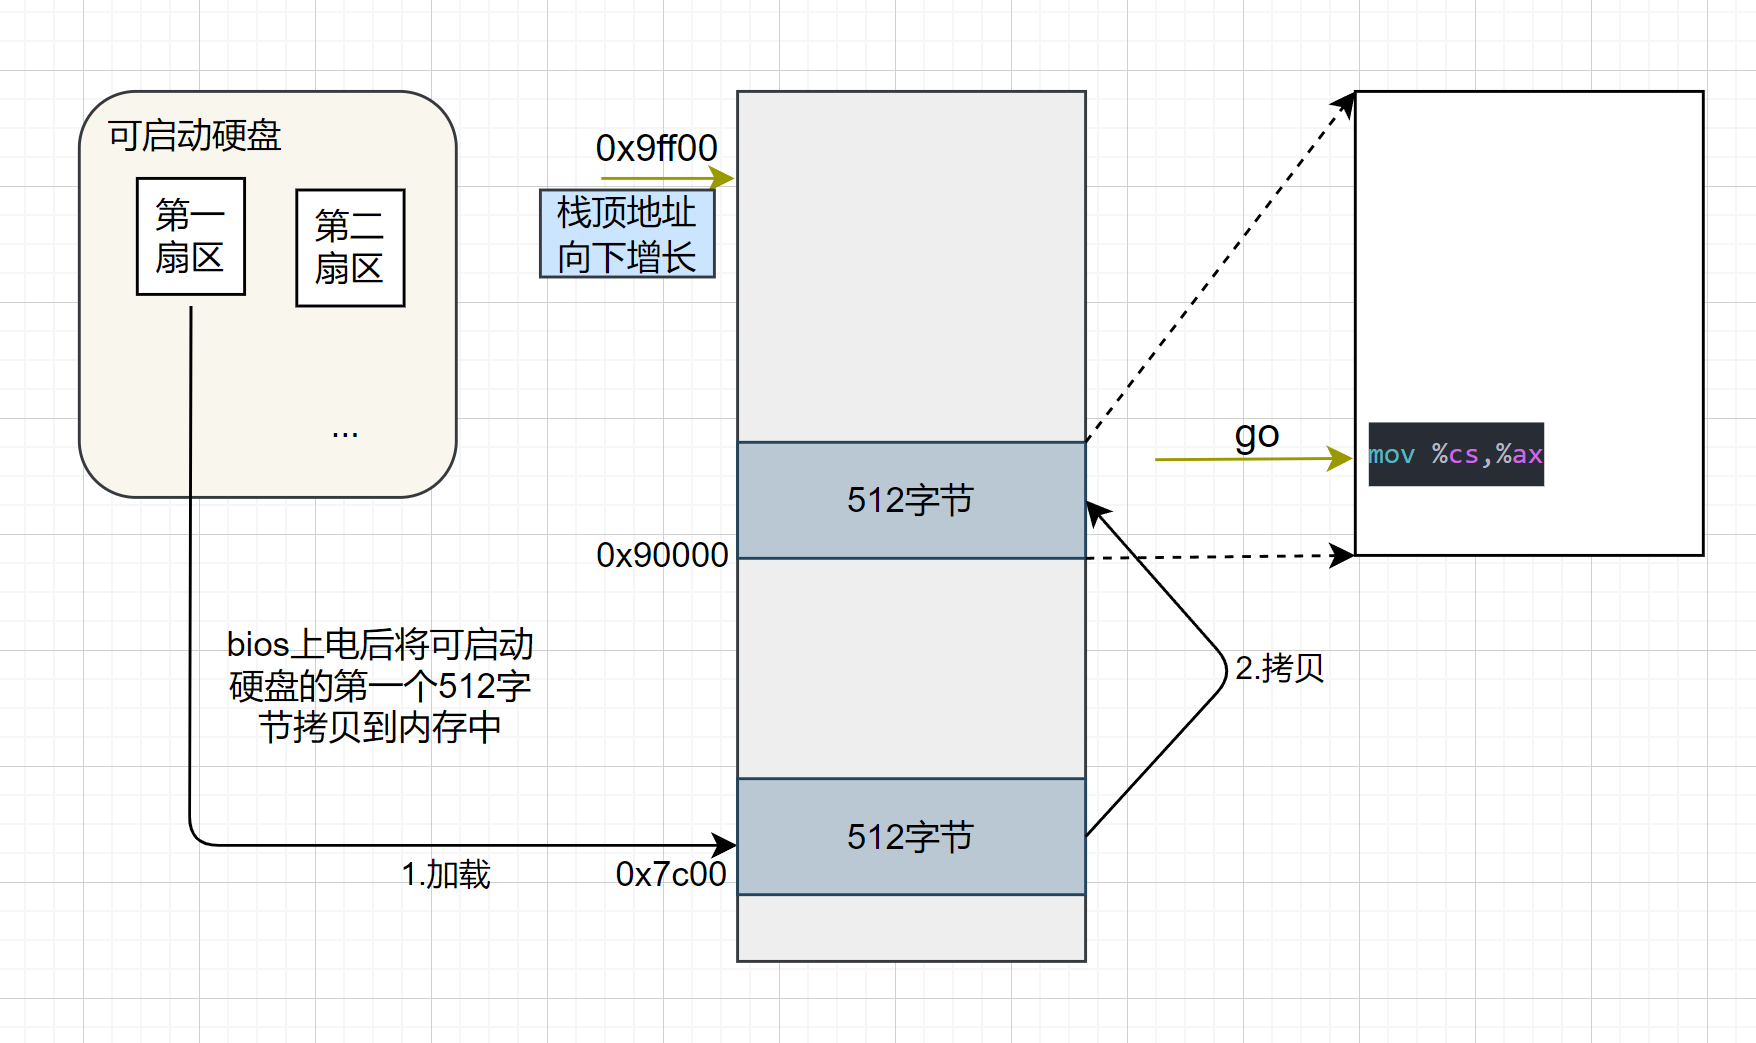 可启动硬盘
第一
扇区
第二
扇区
...
0x9ff00
栈顶地址
向下增长
go
mov %cs,%ax
512字节
0x90000
bios上电后将可启动
硬盘的第一个512字
节拷贝到内存中
2.拷贝
512字节
1.加载
0x7c00